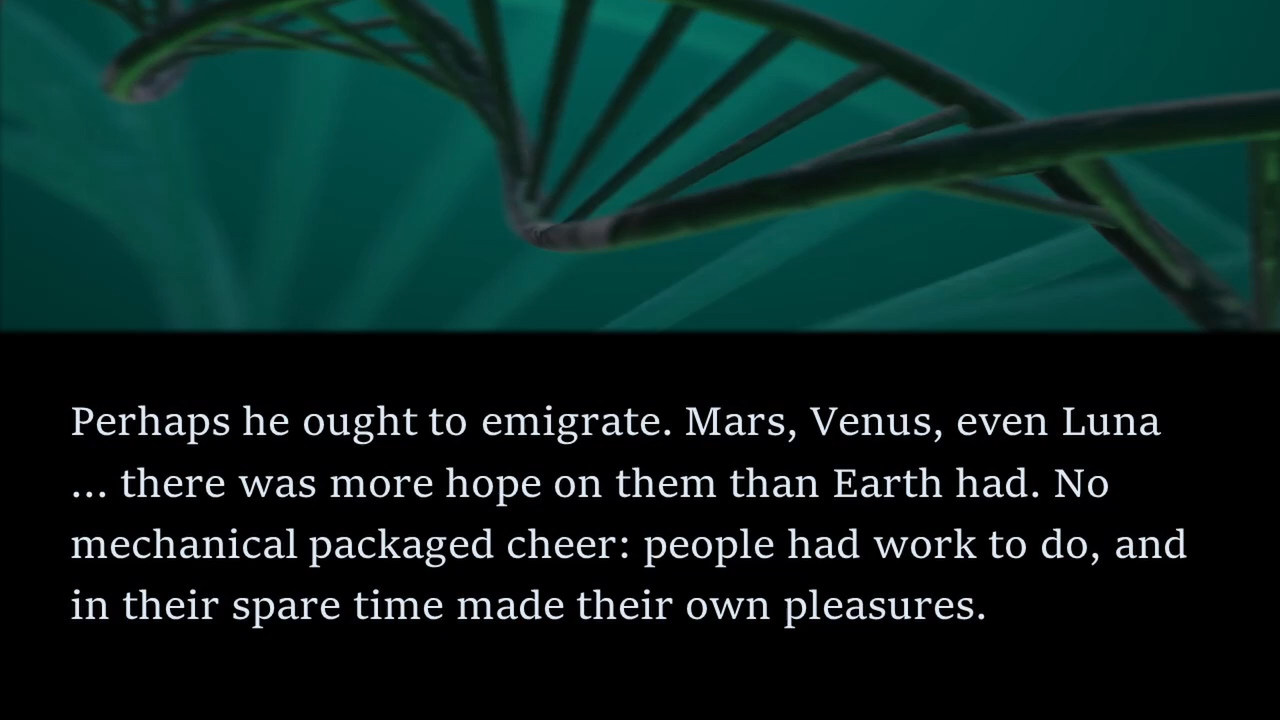 Perhaps he ought to emigrate. Mars, Venus, even Luna
... there was more hope on them than Earth had. No
mechanical packaged cheer: people had work to do, and
in their spare time made their own pleasures.